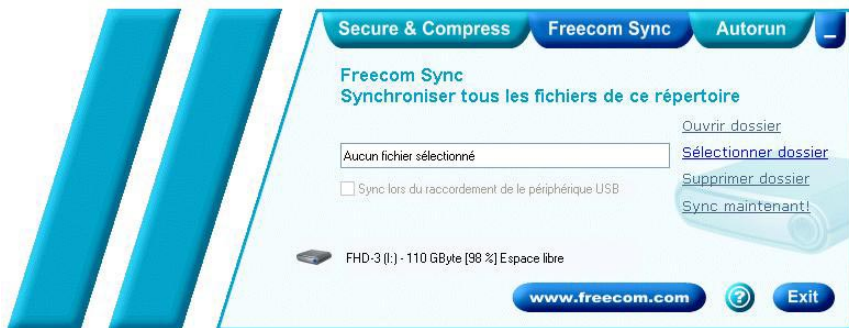 Secure & Compress
Freecom Sync
Autorun
_
Freecom Sync
Synchroniser tous les fichiers de ce répertoire
Ouvrir dossier
Aucun fichier sélectionné
Sélectionner dossier
Sync lors du raccordement de le périphérique USB
Supprimer dossier
Sync maintenant!
FHD-3 (I:) - 110 GByte [98 %] Espace libre
www.freecom.com
?
Exit